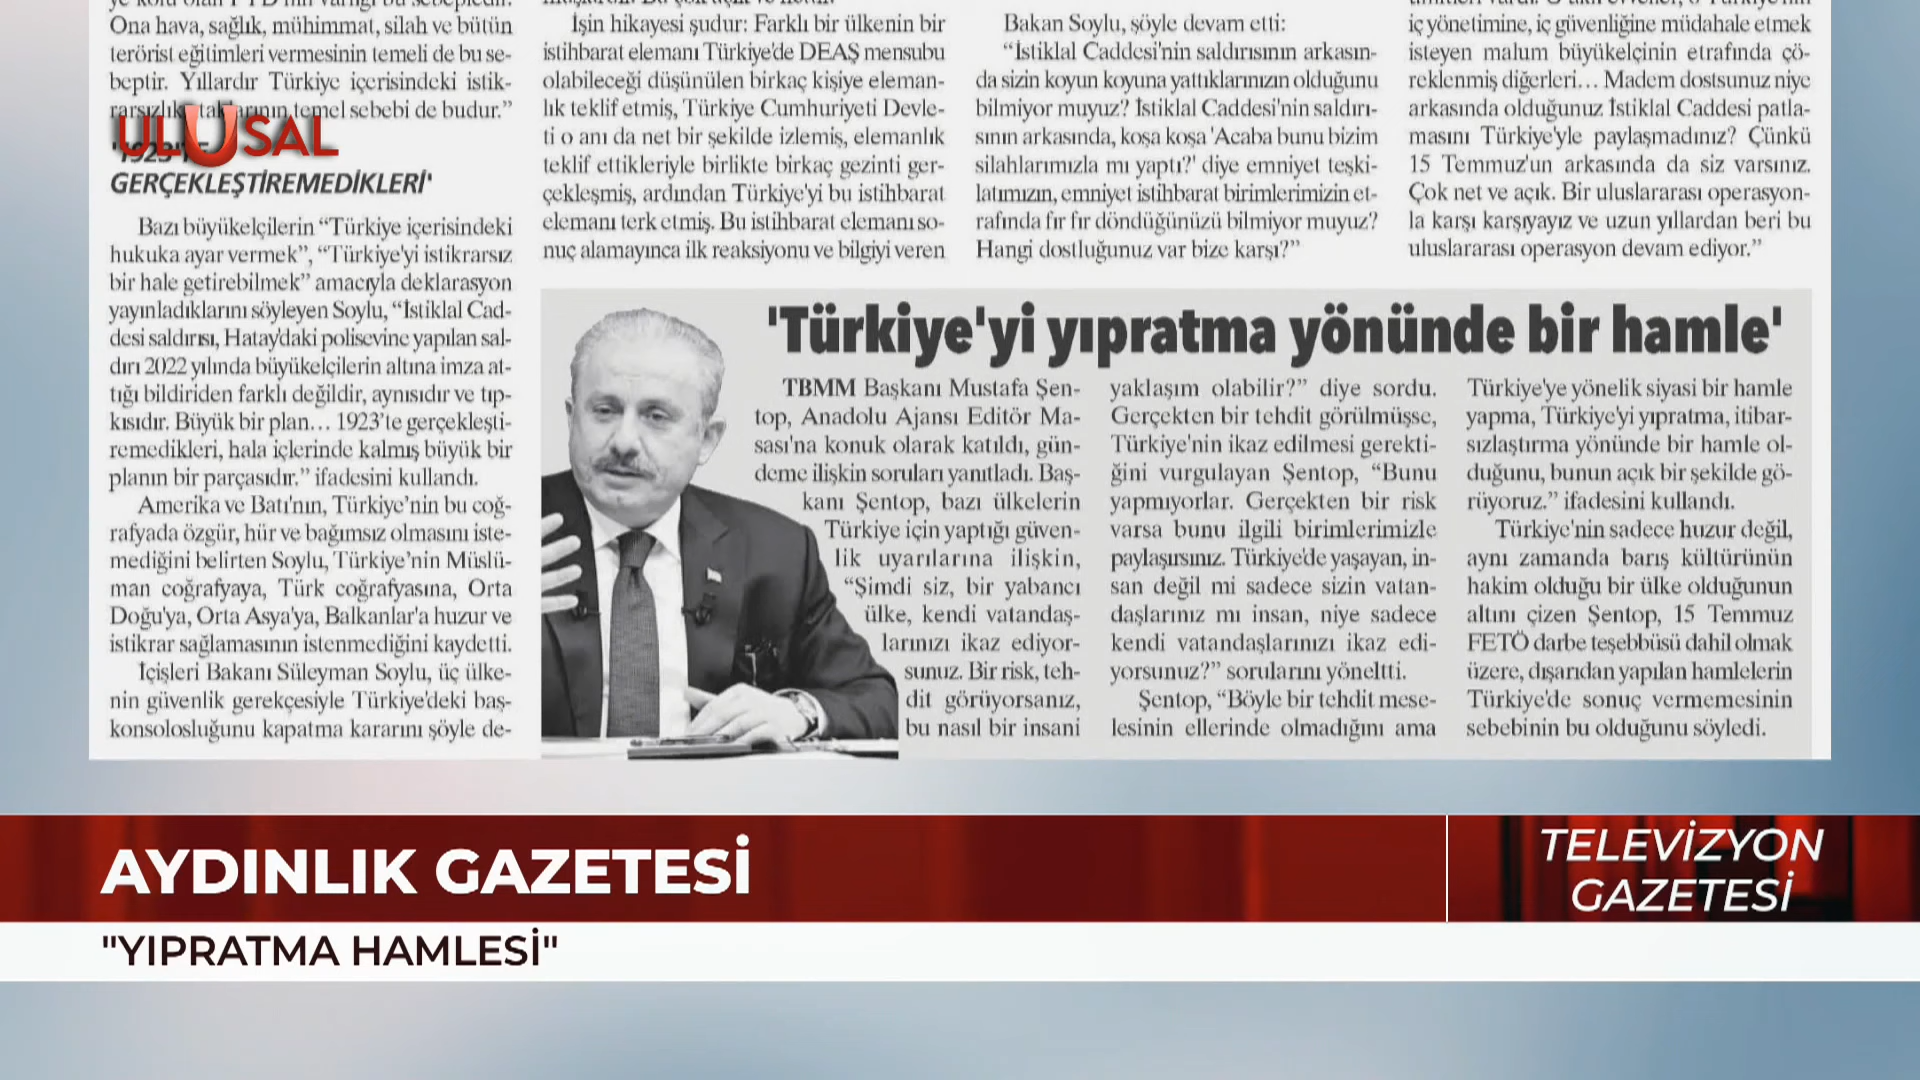 Ona hava, sağlık, mühimmat, silah ve bütün
terörist eğitimleri vermesinin temeli de bu se-
beptir. Yıllardır Türkiye içerisindeki istik-
temel sebebi de budur.”
ULUSAL
GERÇEKLEŞTİREMEDİKLERİ'
Bazı büyükelçilerin “Türkiye içerisindeki
hukuka ayar vermek”, “Türkiye'yi istikrarsız
bir hale getirebilmek” amacıyla deklarasyon
yayınladıklarını söyleyen Soylu, “İstiklal Cad-
desi saldırısı, Hatay'daki polisevine yapılan sal-
dırı 2022 yılında büyükelçilerin altına imza at-
tığı bildiriden farklı değildir, aynısıdır ve tıp-
kısıdır. Büyük bir plan… 1923’te gerçekleşti-
remedikleri, hala içlerinde kalmış büyük bir
planın bir parçasıdır.” ifadesini kullandı.
Amerika ve Batı'nın, Türkiye’nin bu coğ-
rafyada özgür, hür ve bağımsız olmasını iste-
mediğini belirten Soylu, Türkiye’nin Müslü-
man coğrafyaya, Türk coğrafyasına, Orta
Doğu'ya, Orta Asya'ya, Balkanlar'a huzur ve
istikrar sağlamasının istenmediğini kaydetti.
İçişleri Bakanı Süleyman Soylu, üç ülke-
nin güvenlik gerekçesiyle Türkiye'deki baş-
konsolosluğunu kapatma kararını şöyle de-
İşin hikayesi şudur: Farklı bir ülkenin bir
istihbarat elemanı Türkiye'de DEAŞ mensubu
olabileceği düşünülen birkaç kişiye eleman-
lık teklif etmiş, Türkiye Cumhuriyeti Devle-
ti o anı da net bir şekilde izlemiş, elemanlık
teklif ettikleriyle birlikte birkaç gezinti ger-
çekleşmiş, ardından Türkiye'yi bu istihbarat
elemanı terk etmiş. Bu istihbarat elemanı so-
nuç alamayınca ilk reaksiyonu ve bilgiyi veren
Bakan Soylu, şöyle devam etti:
“İstiklal Caddesi'nin saldırısının arkasın-
da sizin koyun koyuna yattıklarınızın olduğunu
bilmiyor muyuz? İstiklal Caddesi'nin saldırı-
sının arkasında, koşa koşa 'Acaba bunu bizim
silahlarımızla mı yaptı?' diye emniyet teşki-
latımızın, emniyet istihbarat birimlerimizin et-
rafında fır fır döndüğünüzü bilmiyor muyuz?
Hangi dostluğunuz var bize karşı?”
iç yönetimine, iç güvenliğine müdahale etmek
isteyen malum büyükelçinin etrafında çö-
reklenmiş diğerleri… Madem dostsunuz niye
arkasında olduğunuz İstiklal Caddesi patla-
masını Türkiye'yle paylaşmadınız? Çünkü
15 Temmuz'un arkasında da siz varsınız.
Çok net ve açık. Bir uluslararası operasyon-
la karşı karşıyayız ve uzun yıllardan beri bu
uluslararası operasyon devam ediyor.”
'Türkiye'yi yıpratma yönünde bir hamle'
TBMM Başkanı Mustafa Şen-
top, Anadolu Ajansı Editör Ma-
sası'na konuk olarak katıldı, gün-
deme ilişkin soruları yanıtladı. Baş-
kanı Şentop, bazı ülkelerin
Türkiye için yaptığı güven-
lik uyarılarına ilişkin,
“Şimdi siz, bir yabancı
ülke, kendi vatandaş-
larınızı ikaz ediyor-
sunuz. Bir risk, teh-
dit görüyorsanız,
bu nasıl bir insani
yaklaşım olabilir?” diye sordu.
Gerçekten bir tehdit görülmüşse,
Türkiye'nin ikaz edilmesi gerekti-
ğini vurgulayan Şentop, “Bunu
yapmıyorlar. Gerçekten bir risk
varsa bunu ilgili birimlerimizle
paylaşırsınız. Türkiye'de yaşayan, in-
san değil mi sadece sizin vatan-
daşlarınız mı insan, niye sadece
kendi vatandaşlarınızı ikaz edi-
yorsunuz?” sorularını yöneltti.
Şentop, “Böyle bir tehdit mese-
lesinin ellerinde olmadığını ama
Türkiye'ye yönelik siyasi bir hamle
yapma, Türkiye'yi yıpratma, itibar-
sızlaştırma yönünde bir hamle ol-
duğunu, bunun açık bir şekilde gö-
rüyoruz.” ifadesini kullandı.
Türkiye'nin sadece huzur değil,
aynı zamanda barış kültürünün
hakim olduğu bir ülke olduğunun
altını çizen Şentop, 15 Temmuz
FETÖ darbe teşebbüsü dahil olmak
üzere, dışarıdan yapılan hamlelerin
Türkiye'de sonuç vermemesinin
sebebinin bu olduğunu söyledi.
AYDINLIK GAZETESİ
TELEVİZYON
GAZETESİ
"YIPRATMA HAMLESİ"